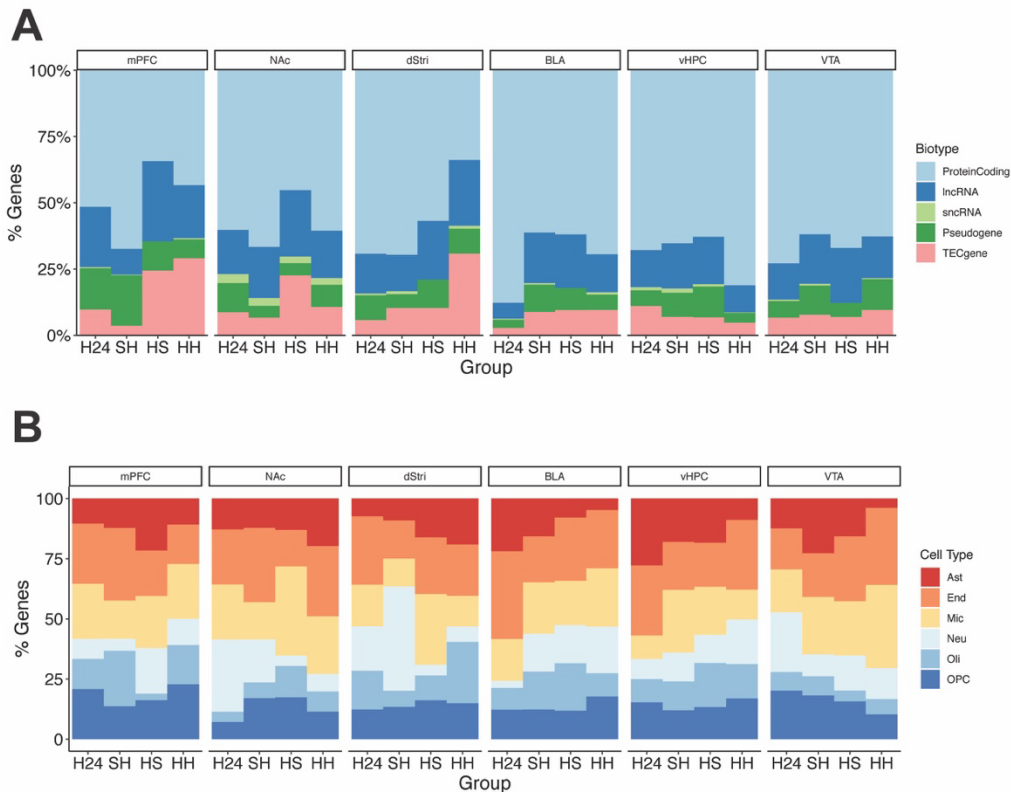 A
mPFC NAc dStri BLA vHPC VTA
100%
75%
50%
25%
0%
% Genes
H24 SH HS HH H24 SH HS HH H24 SH HS HH H24 SH HS HH H24 SH HS HH H24 SH HS HH
Group
Biotype
ProteinCoding
lncRNA
sncRNA
Pseudogene
TECgene
B
mPFC NAc dStri BLA vHPC VTA
100
75
50
25
0
% Genes
H24 SH HS HH H24 SH HS HH H24 SH HS HH H24 SH HS HH H24 SH HS HH H24 SH HS HH
Group
Cell Type
Ast
End
Mic
Neu
Oli
OPC